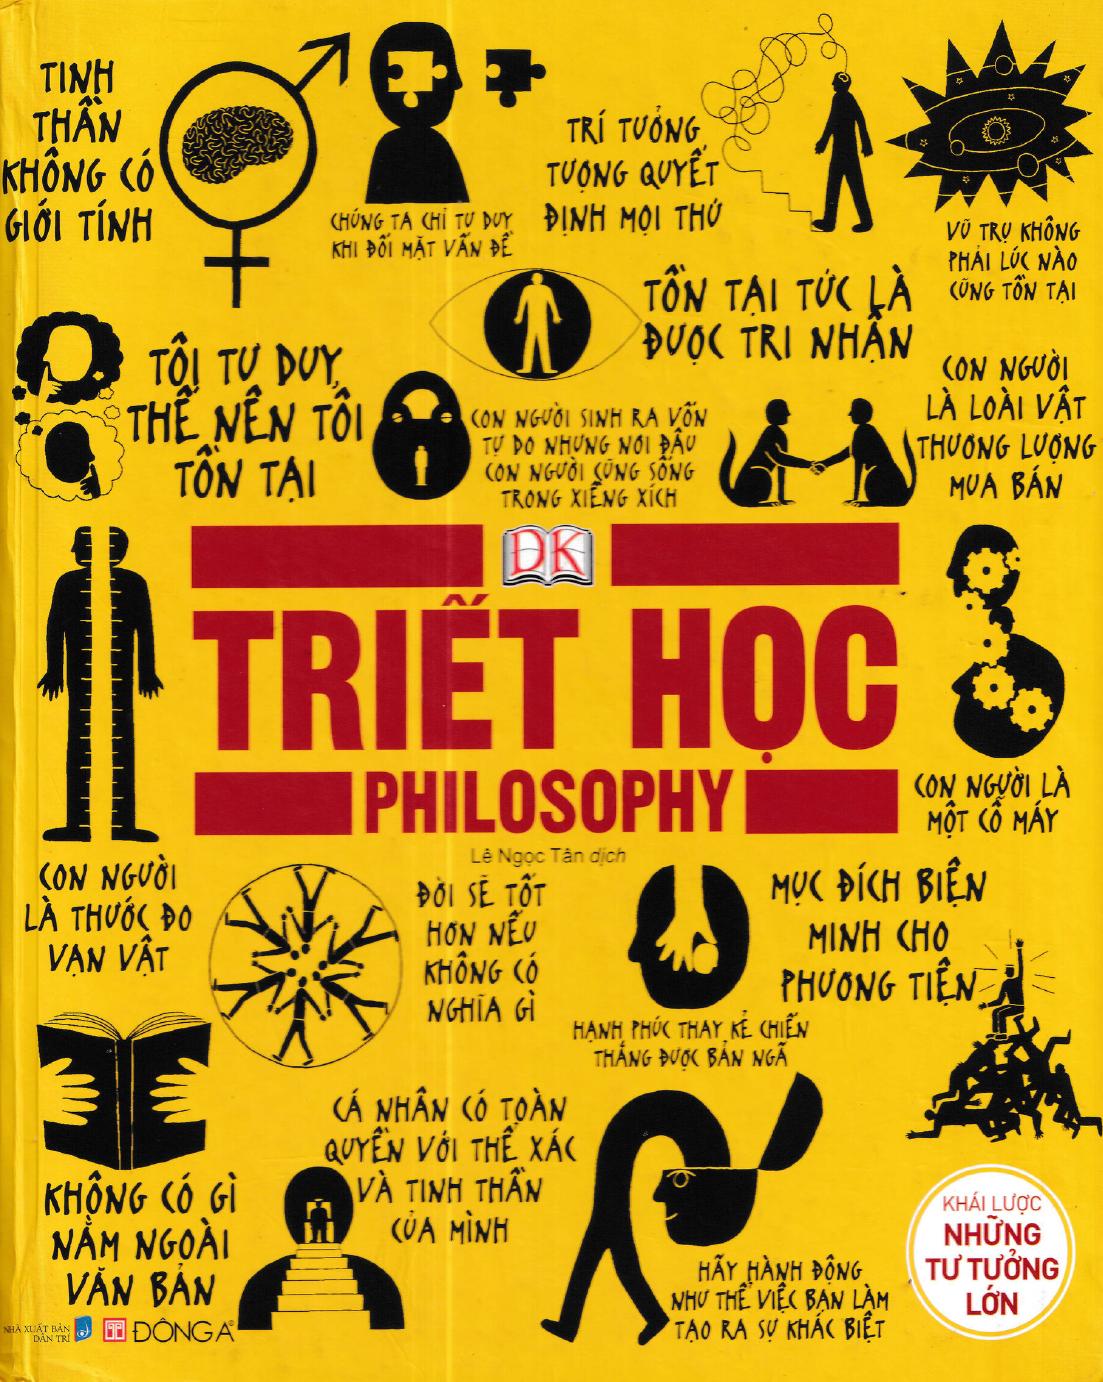 TINH
THẦN
KHÔNG CÓ
GIỚI TÍNH
CHÚNG TA CHỈ TƯ DUY
KHI ĐỐI MẶT VẤN ĐỀ
TRÍ TƯỞNG
TƯỢNG QUYẾT
ĐỊNH MỌI THỨ
VŨ TRỤ KHÔNG
PHẢI LÚC NÀO
CŨNG TỒN TẠI
TỒN TẠI TỨC LÀ
ĐƯỢC TRI NHẬN
TÔI TƯ DUY,
THẾ NÊN TÔI
TỒN TẠI
CON NGƯỜI SINH RA VỐN
TỰ DO NHƯNG NƠI ĐÂU
CON NGƯỜI CŨNG SỐNG
TRONG XIỀNG XÍCH
CON NGƯỜI
LÀ LOÀI VẬT
THƯƠNG LƯỢNG
MUA BÁN
DK
TRIẾT HỌC
PHILOSOPHY
Lê Ngọc Tân dịch
CON NGƯỜI LÀ
MỘT CỖ MÁY
CON NGƯỜI
LÀ THƯỚC ĐO
VẠN VẬT
ĐỜI SẼ TỐT
HƠN NẾU
KHÔNG CÓ
NGHĨA GÌ
HẠNH PHÚC THAY KẺ CHIẾN
THẮNG ĐƯỢC BẢN NGÃ
MỤC ĐÍCH BIỆN
MINH CHO
PHƯƠNG TIỆN
CÁ NHÂN CÓ TOÀN
QUYỀN VỚI THỂ XÁC
VÀ TINH THẦN
CỦA MÌNH
KHÔNG CÓ GÌ
NẰM NGOÀI
VĂN BẢN
HÃY HÀNH ĐỘNG
NHƯ THỂ VIỆC BẠN LÀM
TẠO RA SỰ KHÁC BIỆT
KHÁI LƯỢC
NHỮNG
TƯ TƯỞNG
LỚN
NHÀ XUẤT BẢN
DÂN TRÍ
ĐÔNG A®